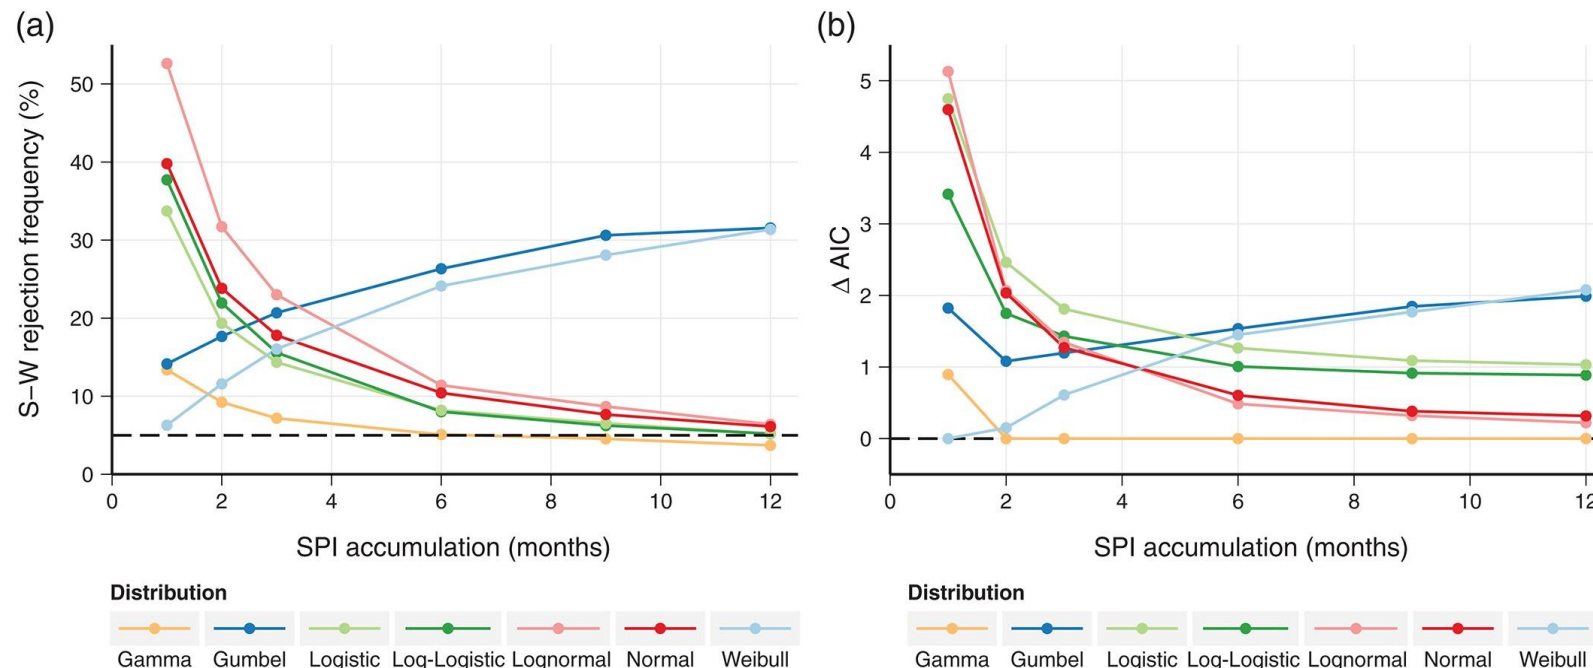 (a)
S–W rejection frequency (%)
50
40
30
20
10
0
0 2 4 6 8 10 12
SPI accumulation (months)
Distribution
Gamma Gumbel Logistic Log-Logistic Lognormal Normal Weibull
(b)
Δ AIC
5
4
3
2
1
0
0 2 4 6 8 10 12
SPI accumulation (months)
Distribution
Gamma Gumbel Logistic Log-Logistic Lognormal Normal Weibull